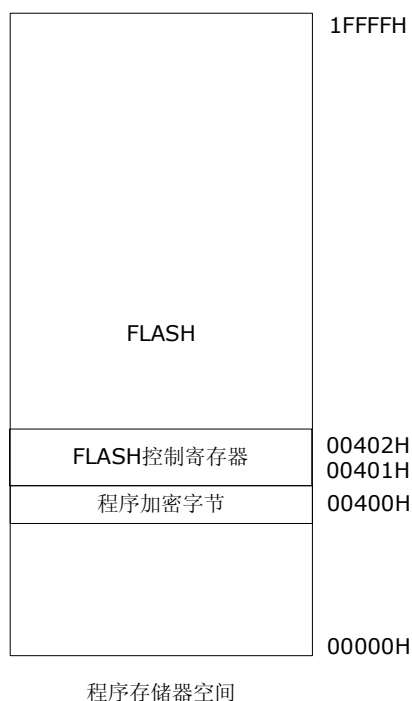 1FFFFH
FLASH
FLASH控制寄存器
00402H
00401H
程序加密字节
00400H
00000H
程序存储器空间